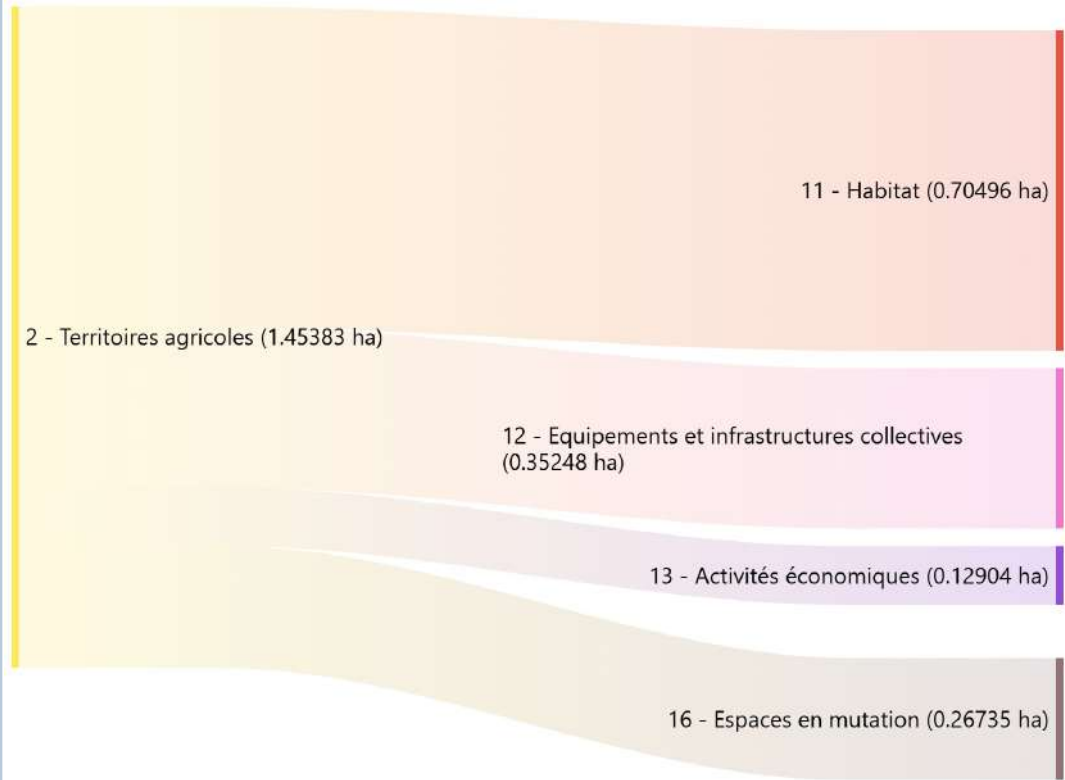 11 - Habitat (0.70496 ha)
2 - Territoires agricoles (1.45383 ha)
12 - Equipements et infrastructures collectives
(0.35248 ha)
13 - Activités économiques (0.12904 ha)
16 - Espaces en mutation (0.26735 ha)